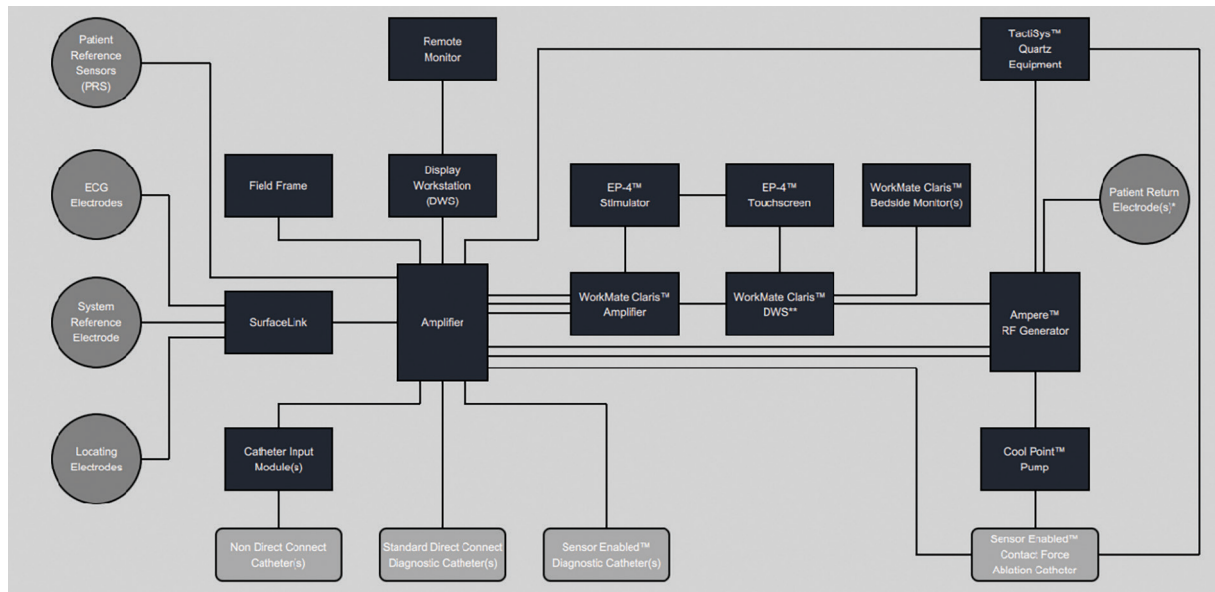 Patient
Reference
Sensors
(PRS)
Remote
Monitor
TactiSys™
Quartz
Equipment
ECG
Electrodes
Field Frame
Display
Workstation
(DWS)
EP-4™
Stimulator
EP-4™
Touchscreen
WorkMate Claris™
Bedside Monitor(s)
Patient Return
Electrode(s)*
System
Reference
Electrode
SurfaceLink
Amplifier
WorkMate Claris™
Amplifier
WorkMate Claris™
DWS**
Ampere™
RF Generator
Locating
Electrodes
Catheter Input
Module(s)
Cool Point™
Pump
Non Direct Connect
Catheter(s)
Standard Direct Connect
Diagnostic Catheter(s)
Sensor Enabled™
Diagnostic Catheter(s)
Sensor Enabled™
Contact Force
Ablation Catheter